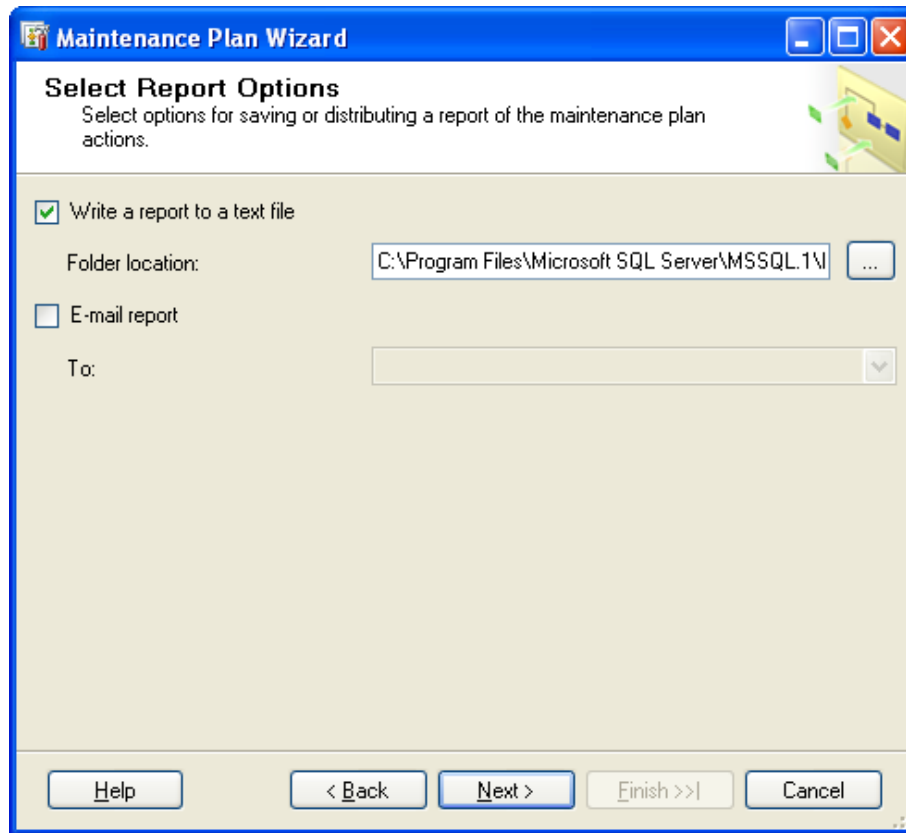 Maintenance Plan Wizard
Select Report Options
Select options for saving or distributing a report of the maintenance plan
actions.
Write a report to a text file
Folder location: C:\Program Files\Microsoft SQL Server\MSSQL.1\ ...
E-mail report
To:
Help < Back Next > Finish >>| Cancel